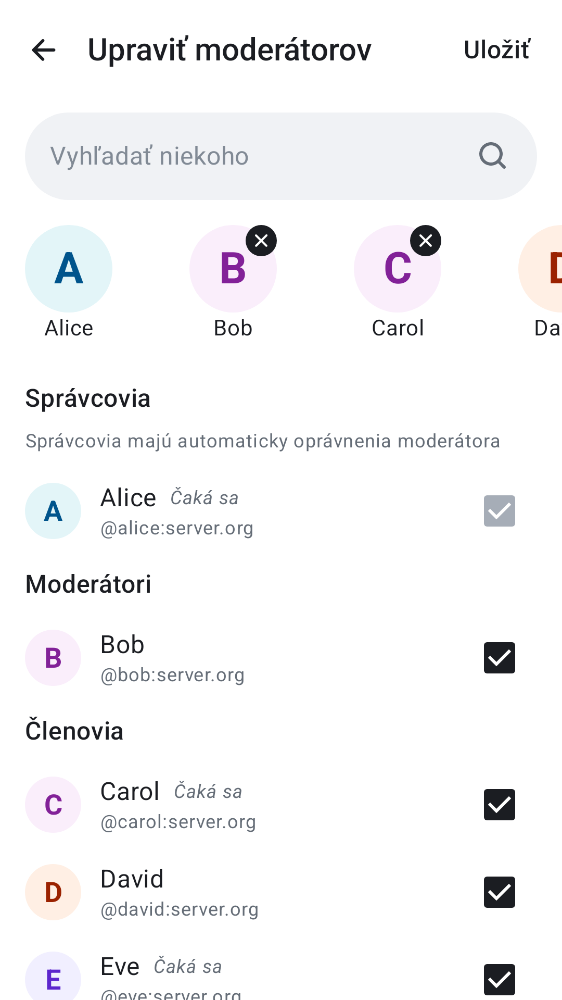 Upraviť moderátorov
Uložiť
Vyhľadať niekoho
A
B
C
Alice
Bob
Carol
Správcovia
Správcovia majú automaticky oprávnenia moderátora
A
Alice Čaká sa
@alice:server.org
Moderátori
B
Bob
@bob:server.org
Členovia
C
Carol Čaká sa
@carol:server.org
D
David
@david:server.org
E
Eve Čaká sa
@eve:server.org